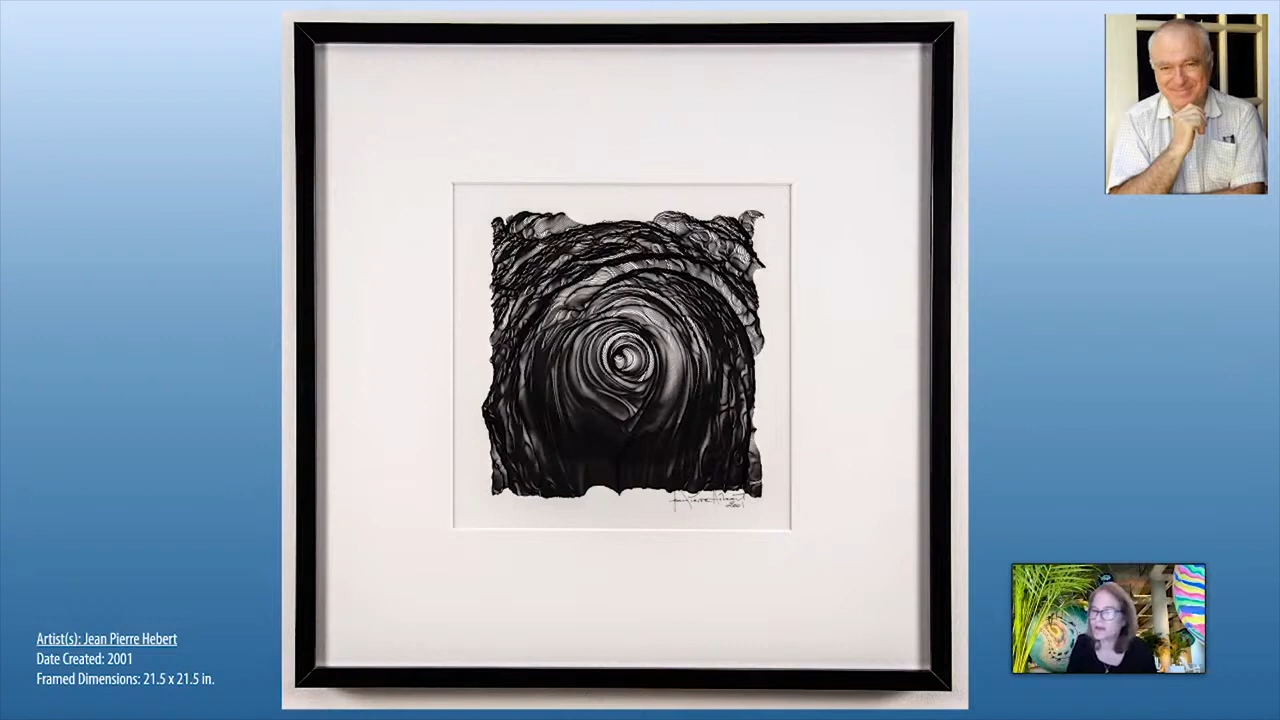 Artist(s): Jean Pierre Hebert
Date Created: 2001
Framed Dimensions: 21.5 x 21.5 in.